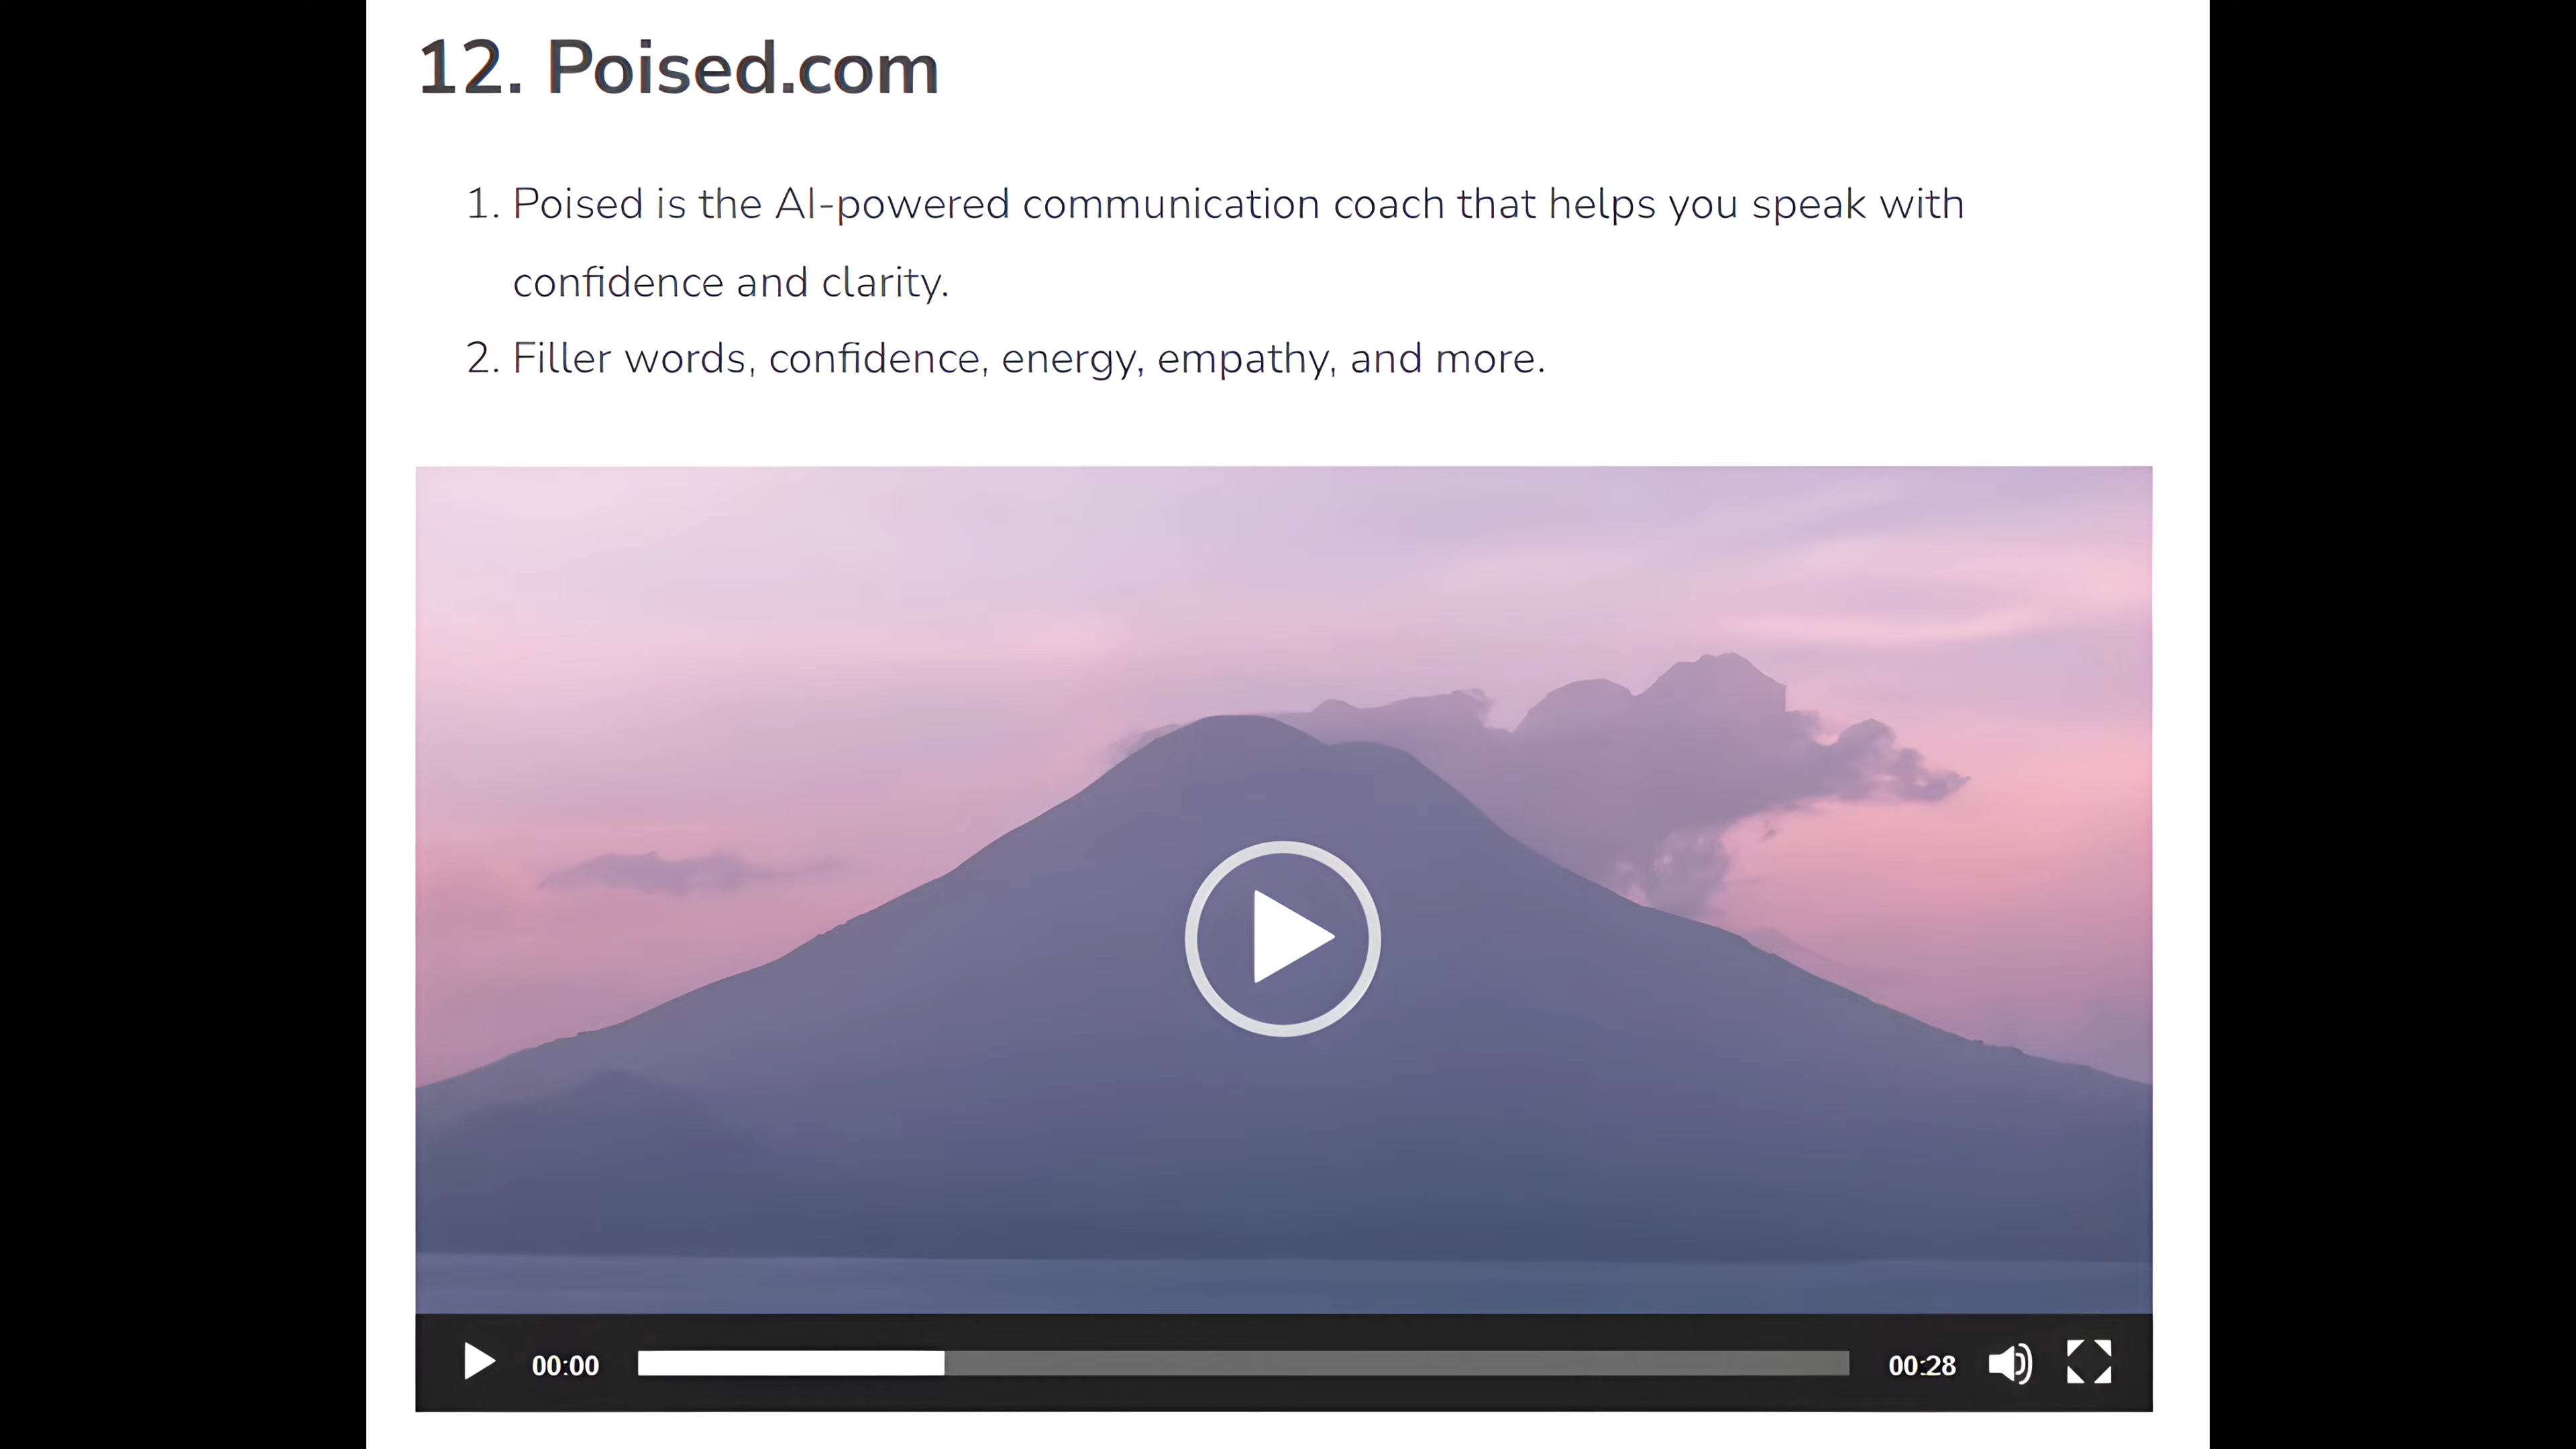 12. Poised.com
1. Poised is the AI-powered communication coach that helps you speak with
confidence and clarity.
2. Filler words, confidence, energy, empathy, and more.
00:00
00:28